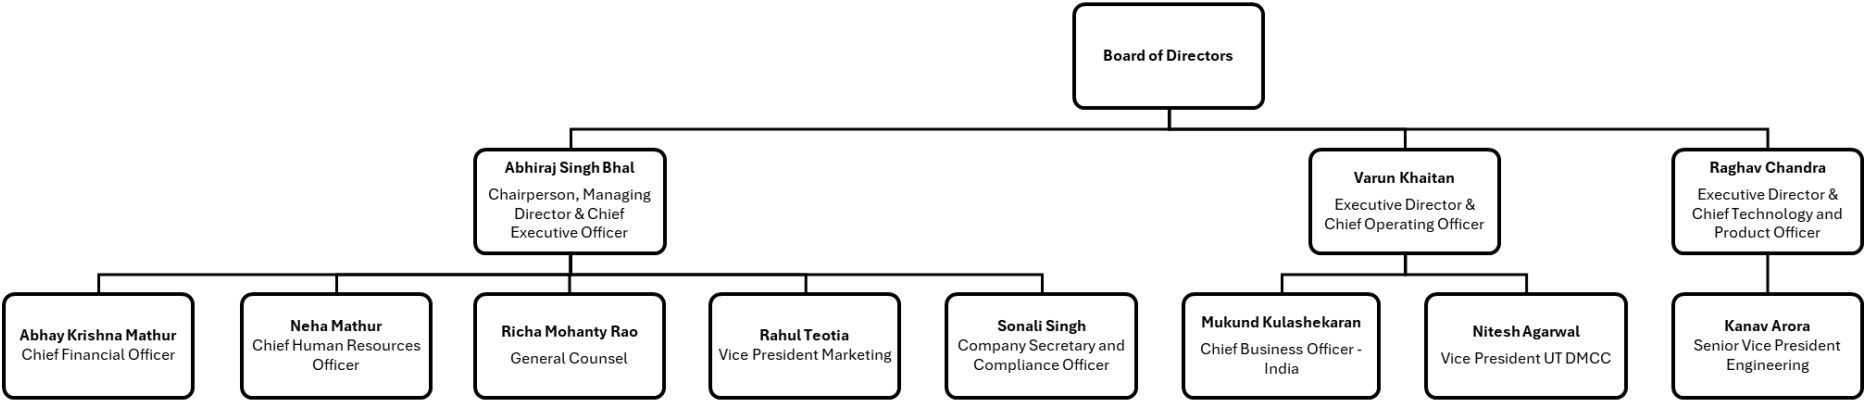 Board of Directors
Abhiraj Singh Bhal
Chairperson, Managing
Director & Chief
Executive Officer
Varun Khaitan
Executive Director &
Chief Operating Officer
Raghav Chandra
Executive Director &
Chief Technology and
Product Officer
Abhay Krishna Mathur
Chief Financial Officer
Neha Mathur
Chief Human Resources
Officer
Richa Mohanty Rao
General Counsel
Rahul Teotia
Vice President Marketing
Sonali Singh
Company Secretary and
Compliance Officer
Mukund Kulashekaran
Chief Business Officer -
India
Nitesh Agarwal
Vice President UT DMCC
Kanav Arora
Senior Vice President
Engineering